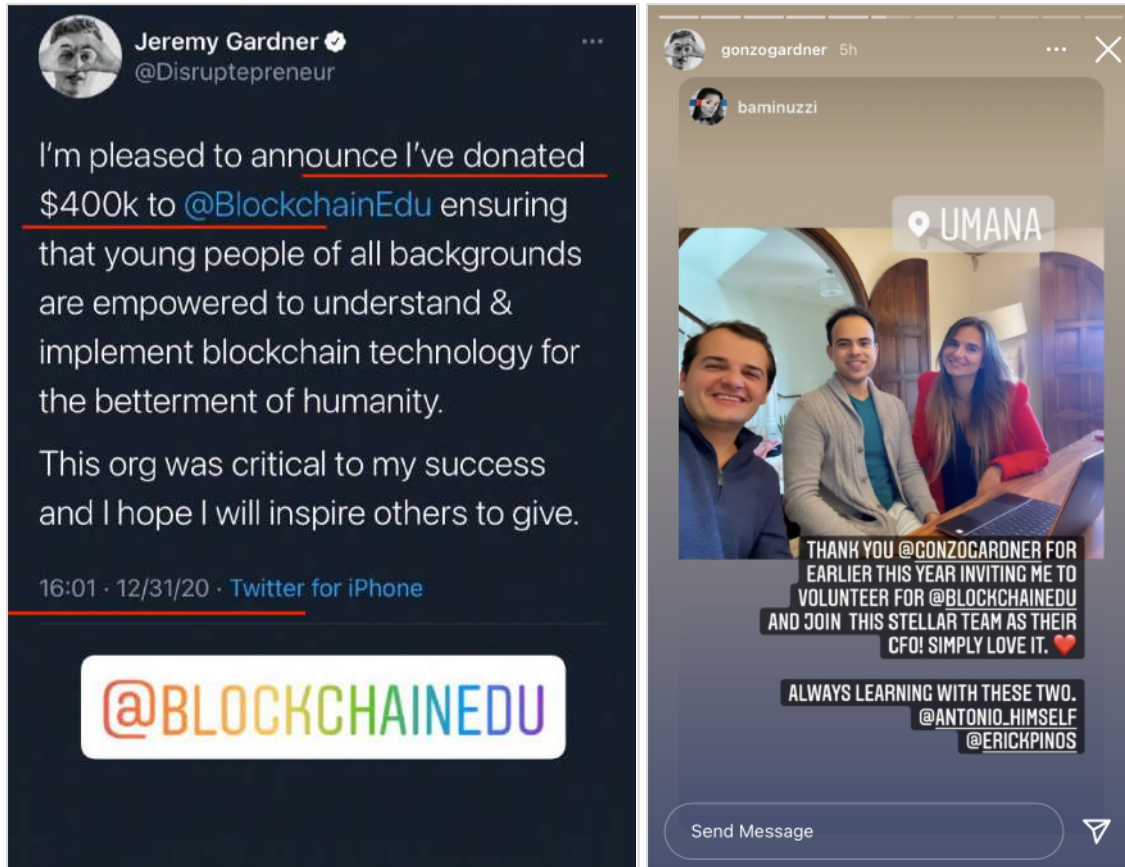 Jeremy Gardner
@Disruptepreneur
I'm pleased to announce I've donated
$400k to @BlockchainEdu ensuring
that young people of all backgrounds
are empowered to understand &
implement blockchain technology for
the betterment of humanity.
This org was critical to my success
and I hope I will inspire others to give.
16:01 · 12/31/20 · Twitter for iPhone
@BLOCKCHAINEDU
gonzogardner 5h
baminuzzi
UMANA
THANK YOU @GONZOGARDNER FOR
EARLIER THIS YEAR INVITING ME TO
VOLUNTEER FOR @BLOCKCHAINEDU
AND JOIN THIS STELLAR TEAM AS THEIR
CFO! SIMPLY LOVE IT. ❤️
ALWAYS LEARNING WITH THESE TWO.
@ANTONIO_HIMSELF
@ERICKPINOS
Send Message